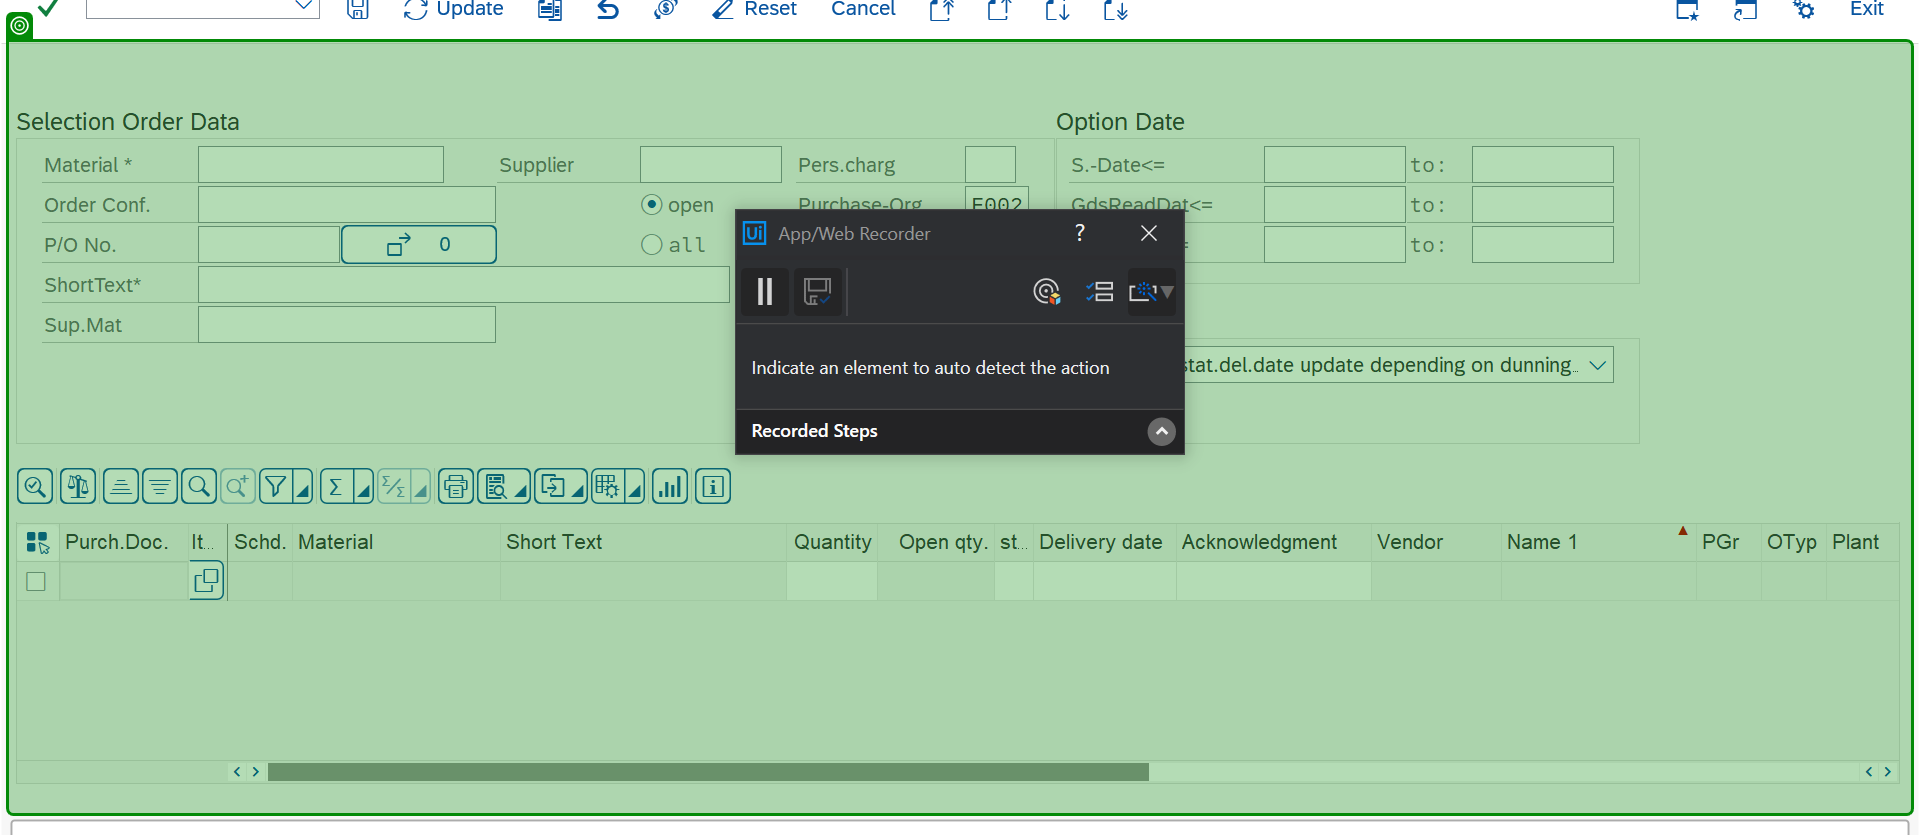 Update
Reset
Cancel
Exit
Selection Order Data
Option Date
Material *
Supplier
Pers.charg
S.-Date<=
to:
Order Conf.
open
Purchase-Org
E002
GdsReadDat<=
to:
P/O No.
0
all
=
to:
ShortText*
Sup.Mat
Ui App/Web Recorder
?
Indicate an element to auto detect the action
Recorded Steps
stat.del.date update depending on dunning...
Purch.Doc. It... Schd. Material Short Text Quantity Open qty. st... Delivery date Acknowledgment Vendor Name 1 PGr OTyp Plant